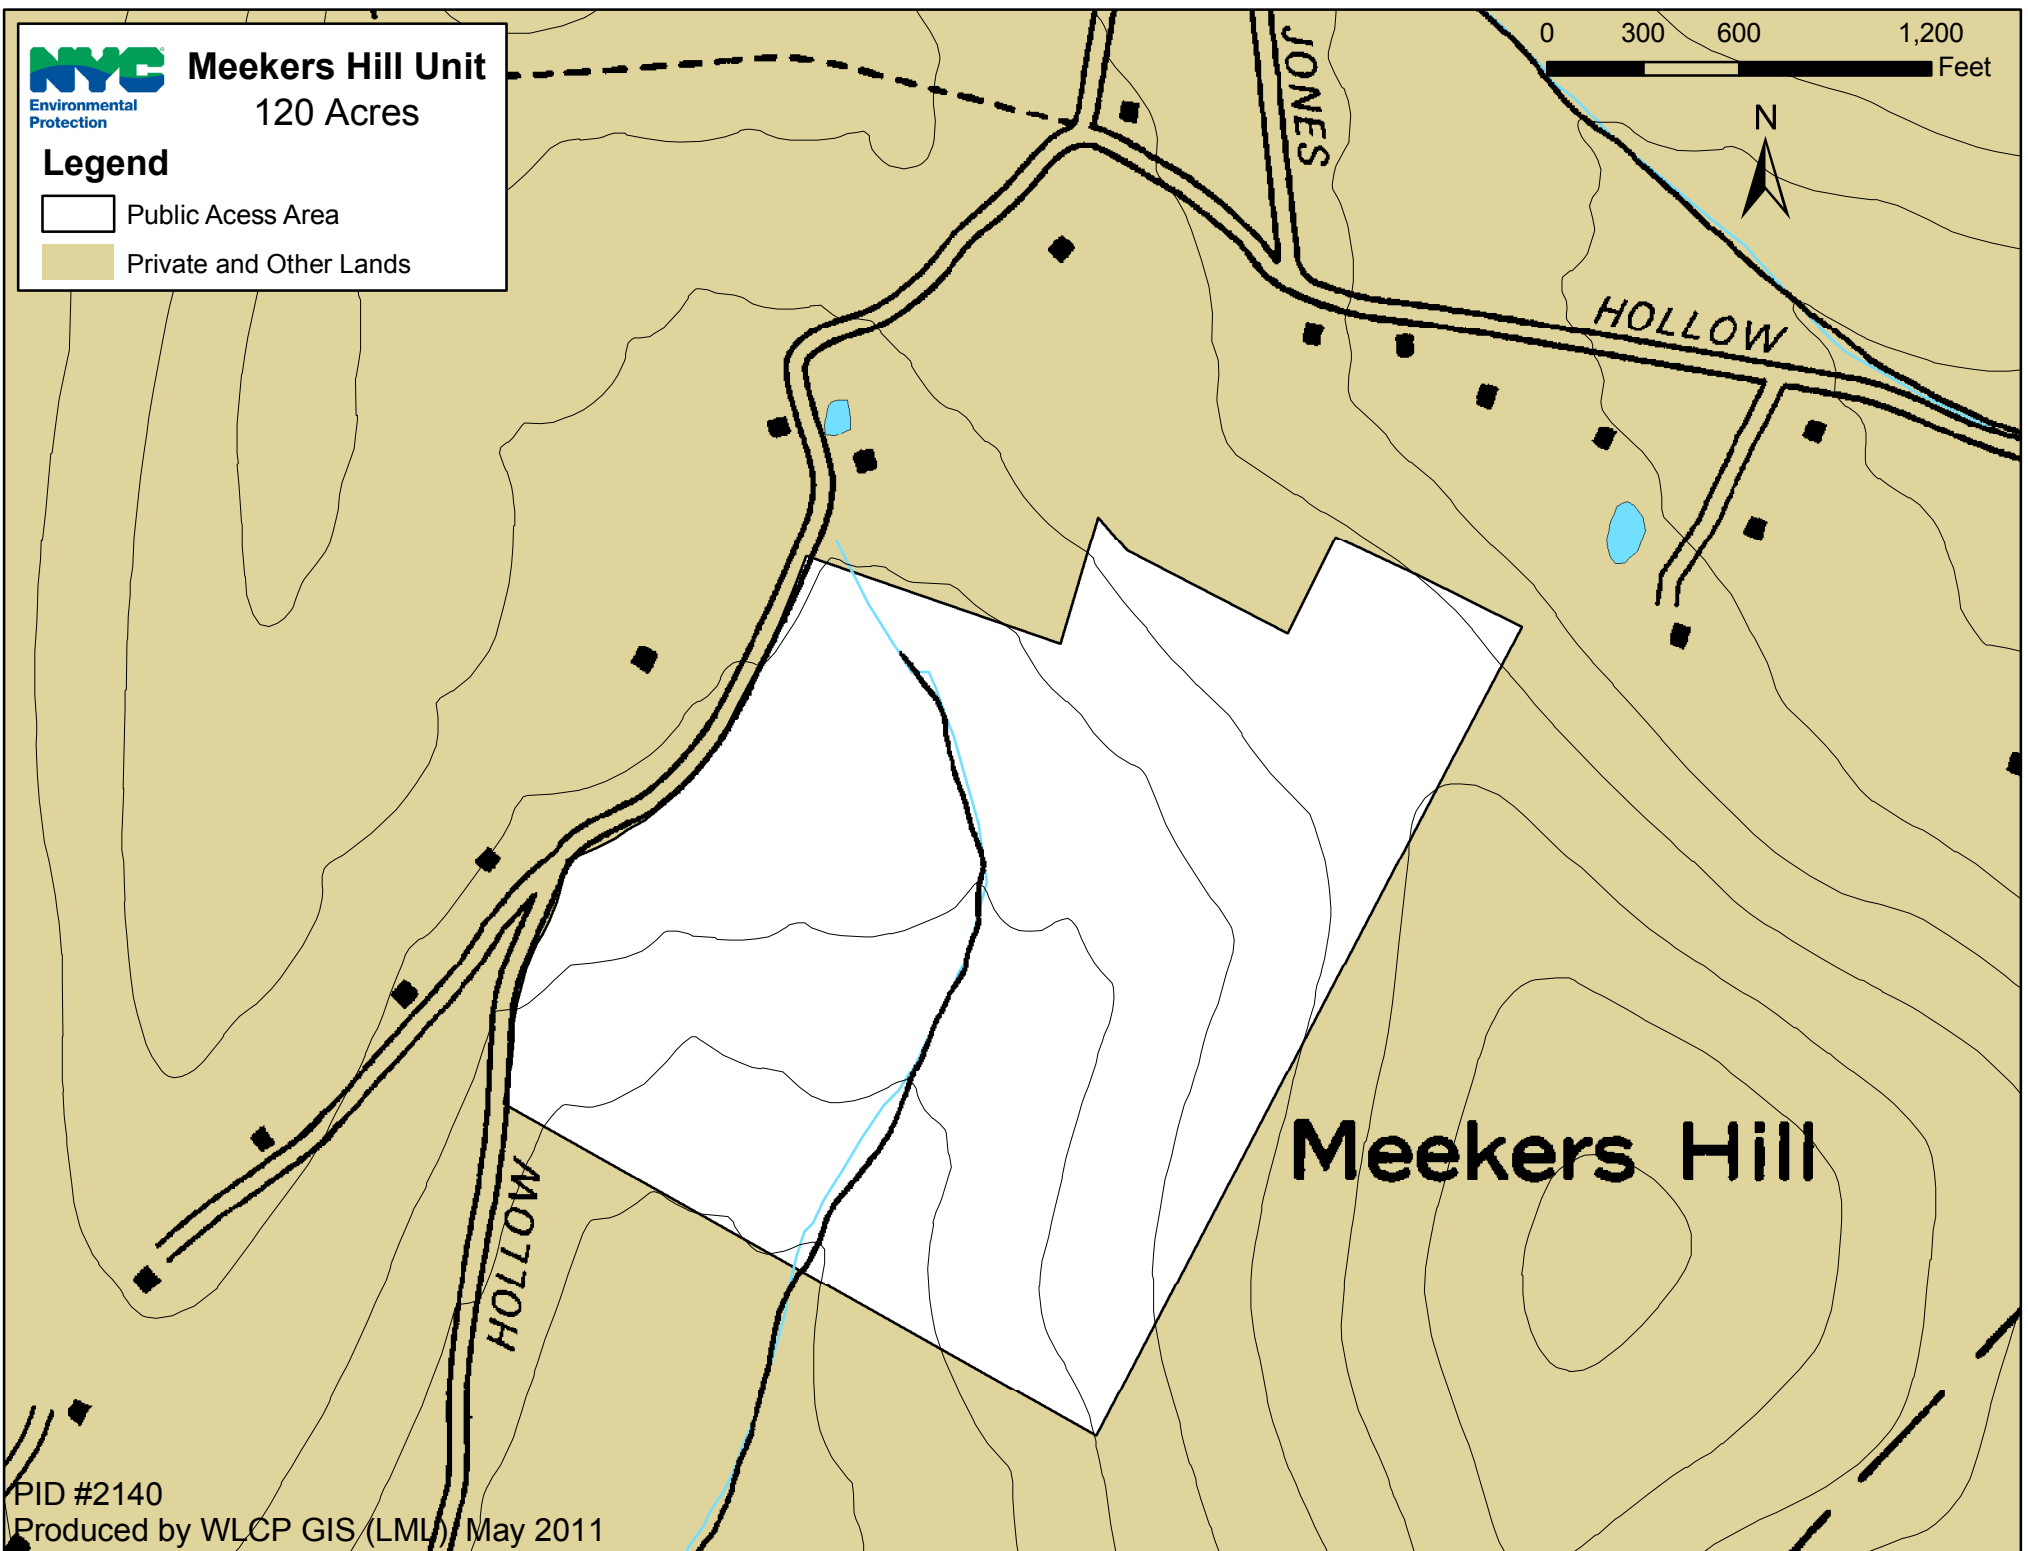 NYC
Environmental
Protection
Meekers Hill Unit
120 Acres
Legend
Public Acess Area
Private and Other Lands
0 300 600 1,200
Feet
N
JONES
HOLLOW
Meekers Hill
HOLLOW
PID #2140
Produced by WLCP GIS (LML) May 2011